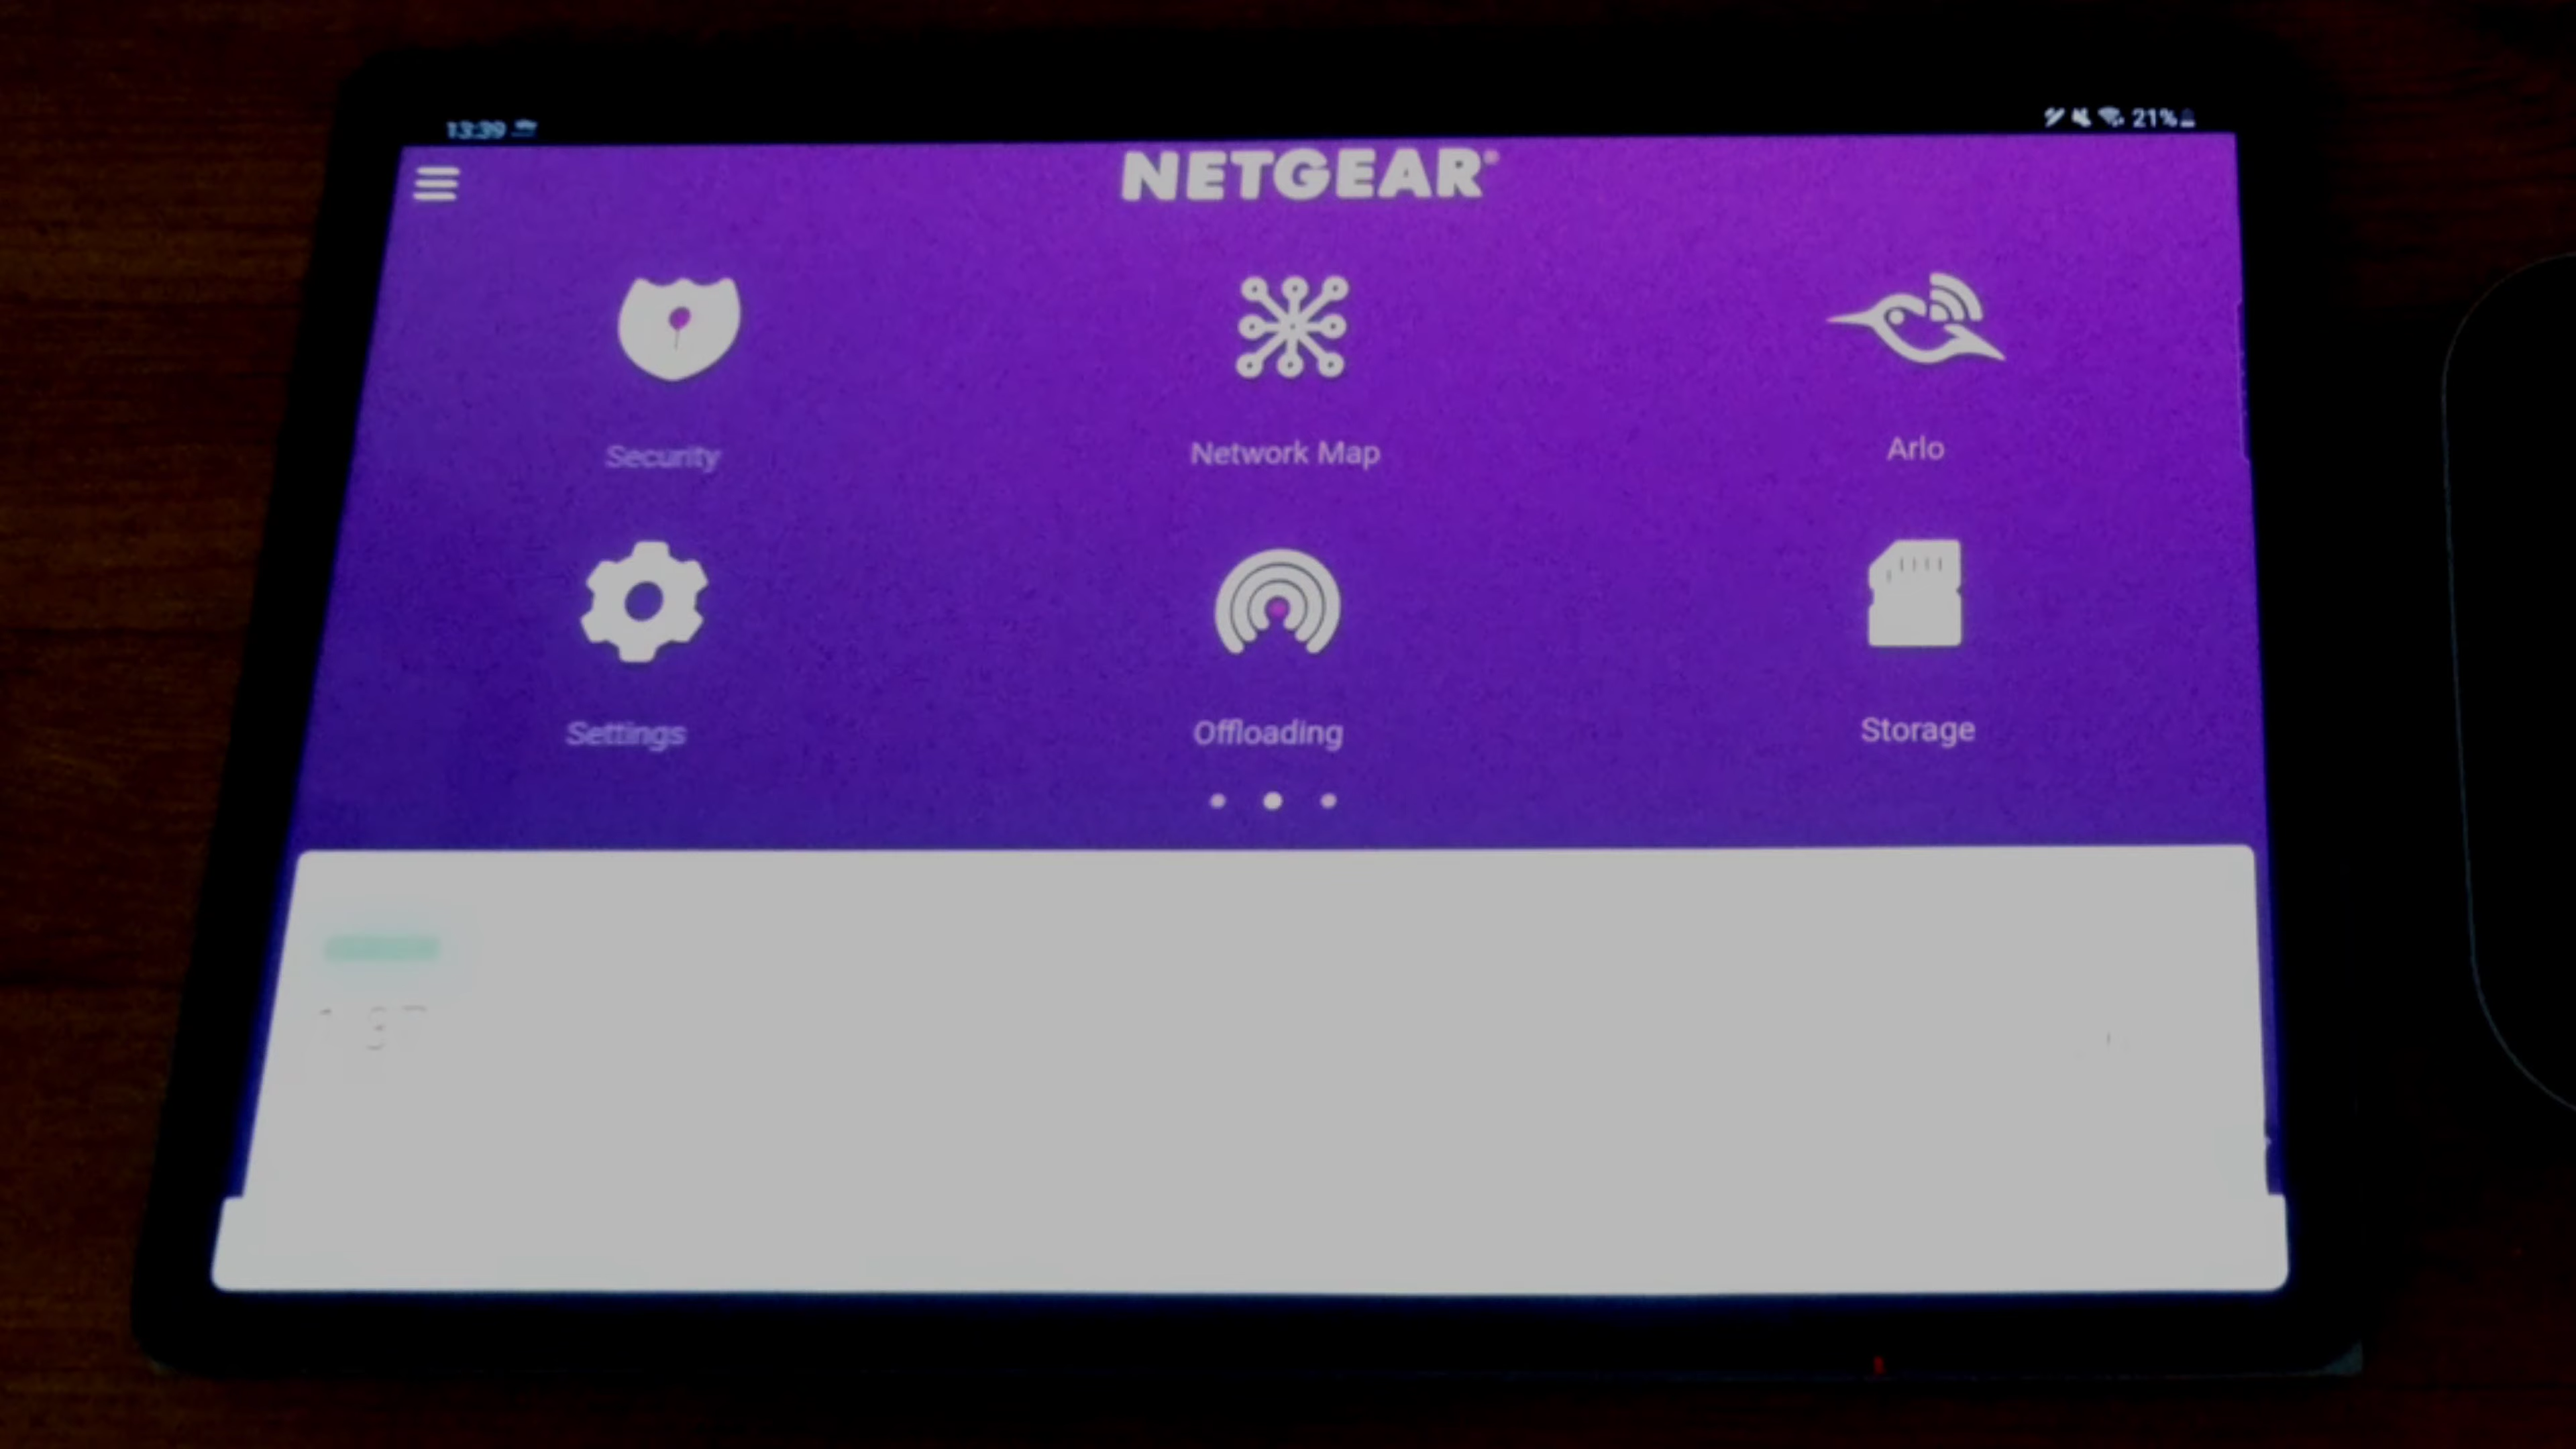 13:39
21%
NETGEAR®
Security
Network Map
Arlo
Settings
Offloading
Storage